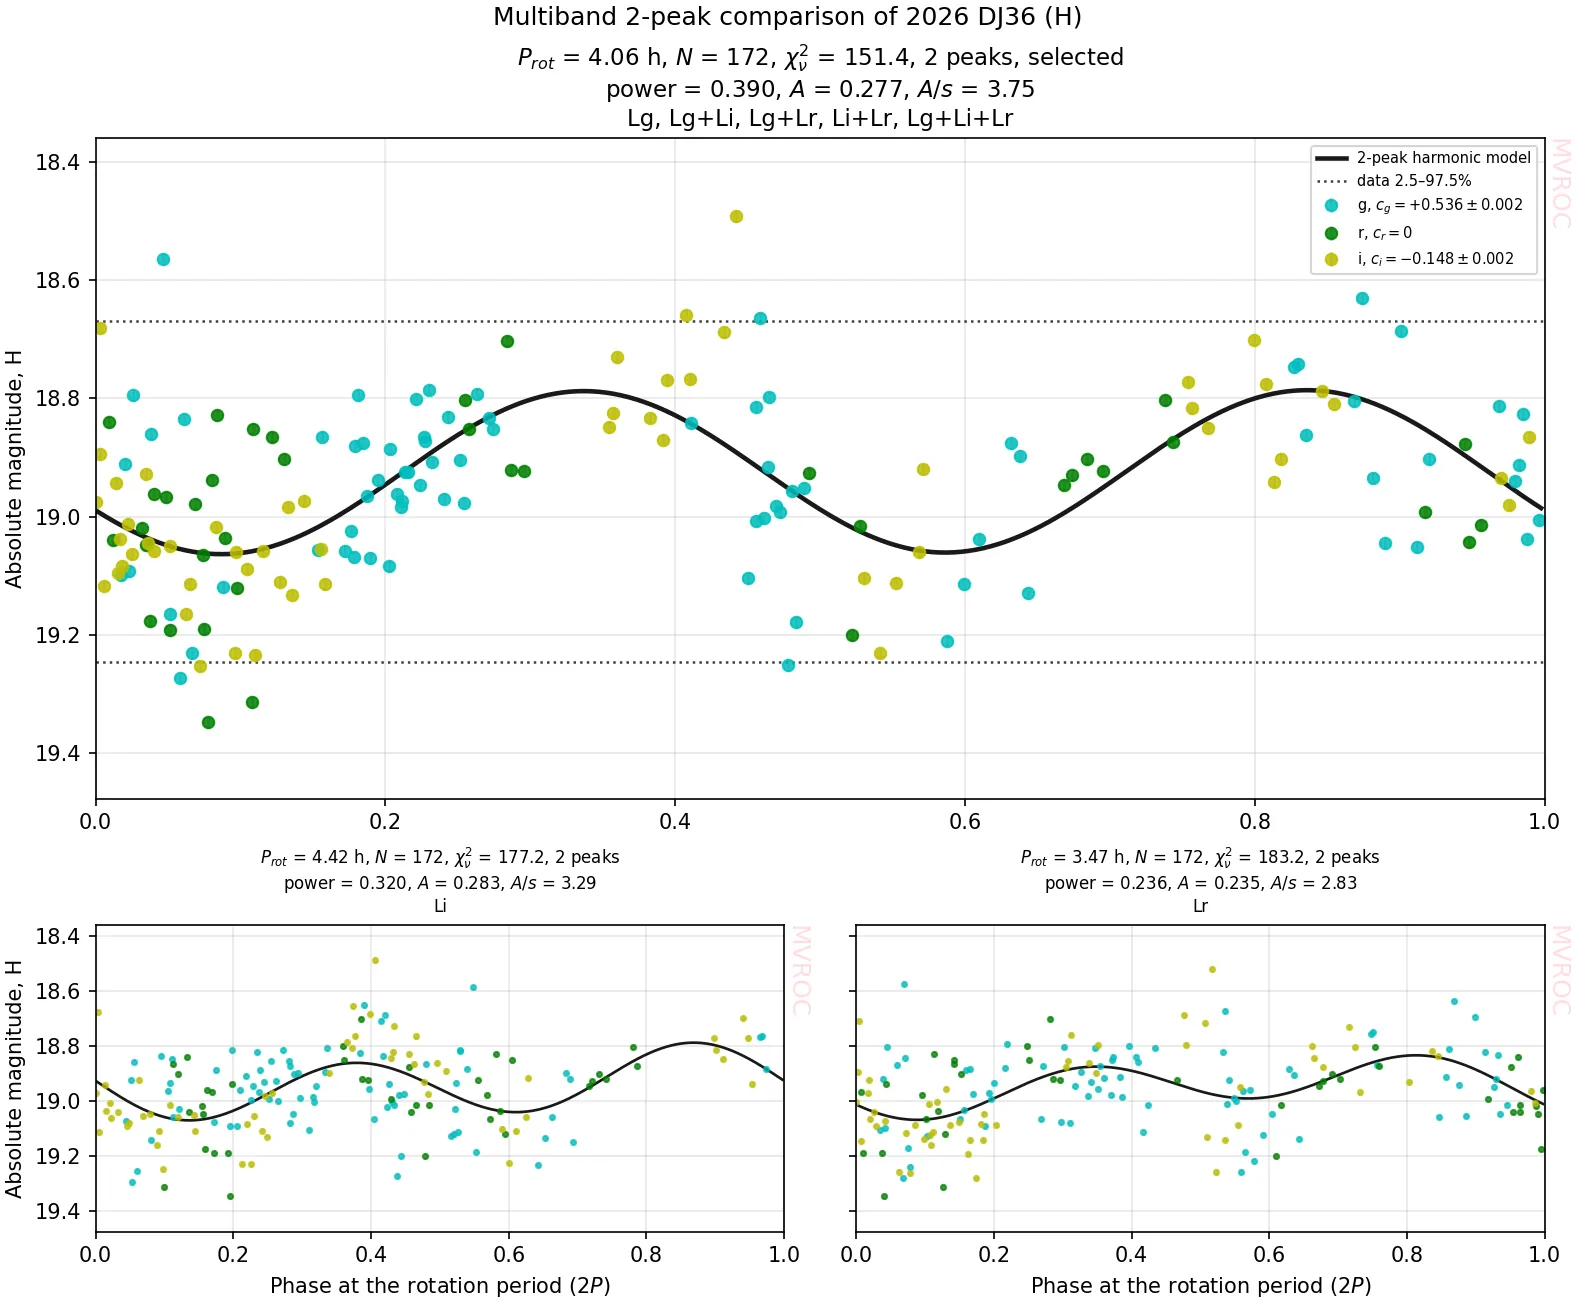 Multiband 2-peak comparison of 2026 DJ36 (H)
P_rot = 4.06 h, N = 172, χ²_ν = 151.4, 2 peaks, selected
power = 0.390, A = 0.277, A/s = 3.75
Lg, Lg+Li, Lg+Lr, Li+Lr, Lg+Li+Lr
Absolute magnitude, H
18.4
18.6
18.8
19.0
19.2
19.4
0.0 0.2 0.4 0.6 0.8 1.0
2-peak harmonic model
data 2.5–97.5%
g, c_g = +0.536 ± 0.002
r, c_r = 0
i, c_i = −0.148 ± 0.002
MVROC
P_rot = 4.42 h, N = 172, χ²_ν = 177.2, 2 peaks
power = 0.320, A = 0.283, A/s = 3.29
Li
Absolute magnitude, H
18.4
18.6
18.8
19.0
19.2
19.4
0.0 0.2 0.4 0.6 0.8 1.0
Phase at the rotation period (2P)
MVROC
P_rot = 3.47 h, N = 172, χ²_ν = 183.2, 2 peaks
power = 0.236, A = 0.235, A/s = 2.83
Lr
0.0 0.2 0.4 0.6 0.8 1.0
Phase at the rotation period (2P)
MVROC